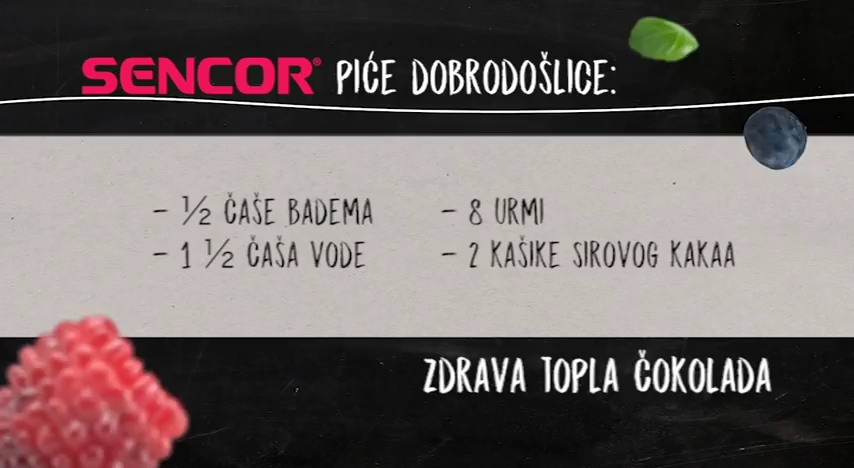 SENCOR® PIĆE DOBRODOŠLICE:
- ½ ČAŠE BADEMA
- 1 ½ ČAŠA VODE
- 8 URMI
- 2 KAŠIKE SIROVOG KAKAA
ZDRAVA TOPLA ČOKOLADA